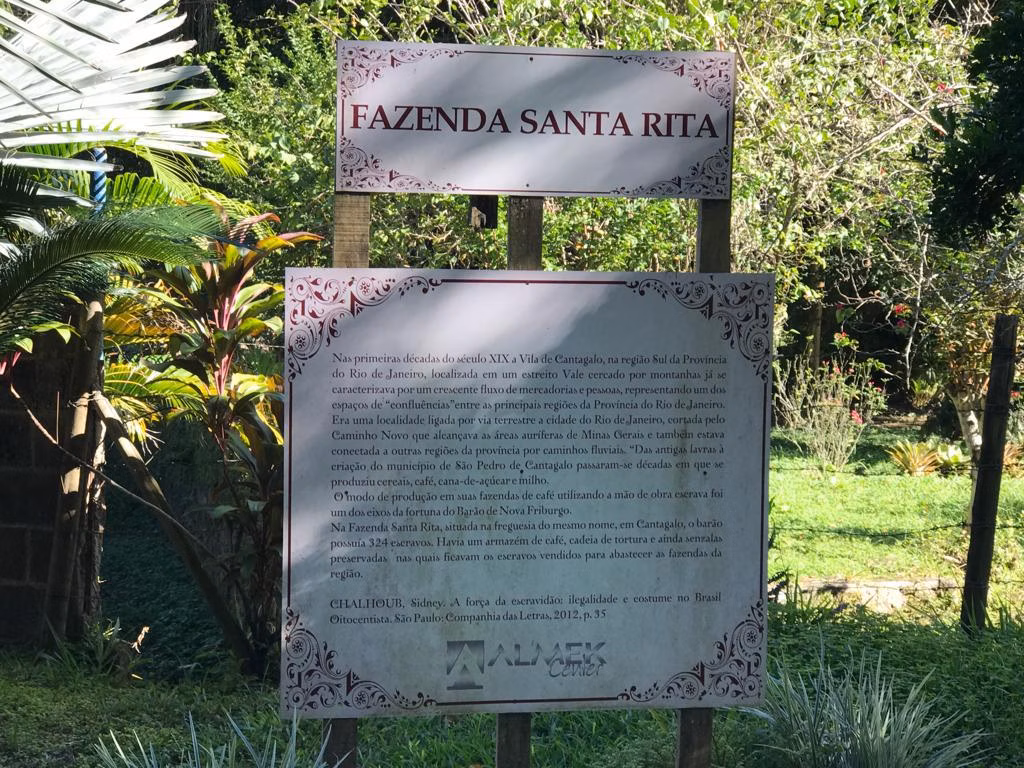 FAZENDA SANTA RITA
Nas primeiras décadas do século XIX a Vila de Cantagalo, na região Sul da Província
do Rio de Janeiro, localizada em um estreito Vale cercado por montanhas já se
caracterizava por um crescente fluxo de mercadorias e pessoas, representando um dos
espaços de "confluências"entre as principais regiões da Província do Rio de Janeiro.
Era uma localidade ligada por via terrestre a cidade do Rio de Janeiro, cortada pelo
Caminho Novo que alcançava as áreas auríferas de Minas Gerais e também estava
conectada a outras regiões da província por caminhos fluviais. "Das antigas lavras à
criação do município de São Pedro de Cantagalo passaram-se décadas em que se
produziu cereais, café, cana-de-açúcar e milho.
O modo de produção em suas fazendas de café utilizando a mão de obra escrava foi
um dos eixos da fortuna do Barão de Nova Friburgo.
Na Fazenda Santa Rita, situada na freguesia do mesmo nome, em Cantagalo, o barão
possuia 324 escravos. Havia um armazém de café, cadeia de tortura e ainda senzalas
preservadas nas quais ficavam os escravos vendidos para abastecer as fazendas da
região.
CHALHOUB, Sidney. A força da escravidão: ilegalidade e costume no Brasil
Oitocentista. São Paulo: Companhia das Letras, 2012, p. 35
ALMEK
Center